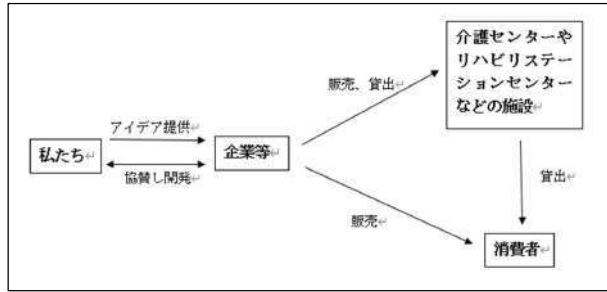 介護センターや
リハビリステー
ションセンター
などの施設↵
販売、貸出↵
アイデア提供↵
私たち↵
企業等↵
協賛し開発↵
貸出↵
販売↵
消費者↵